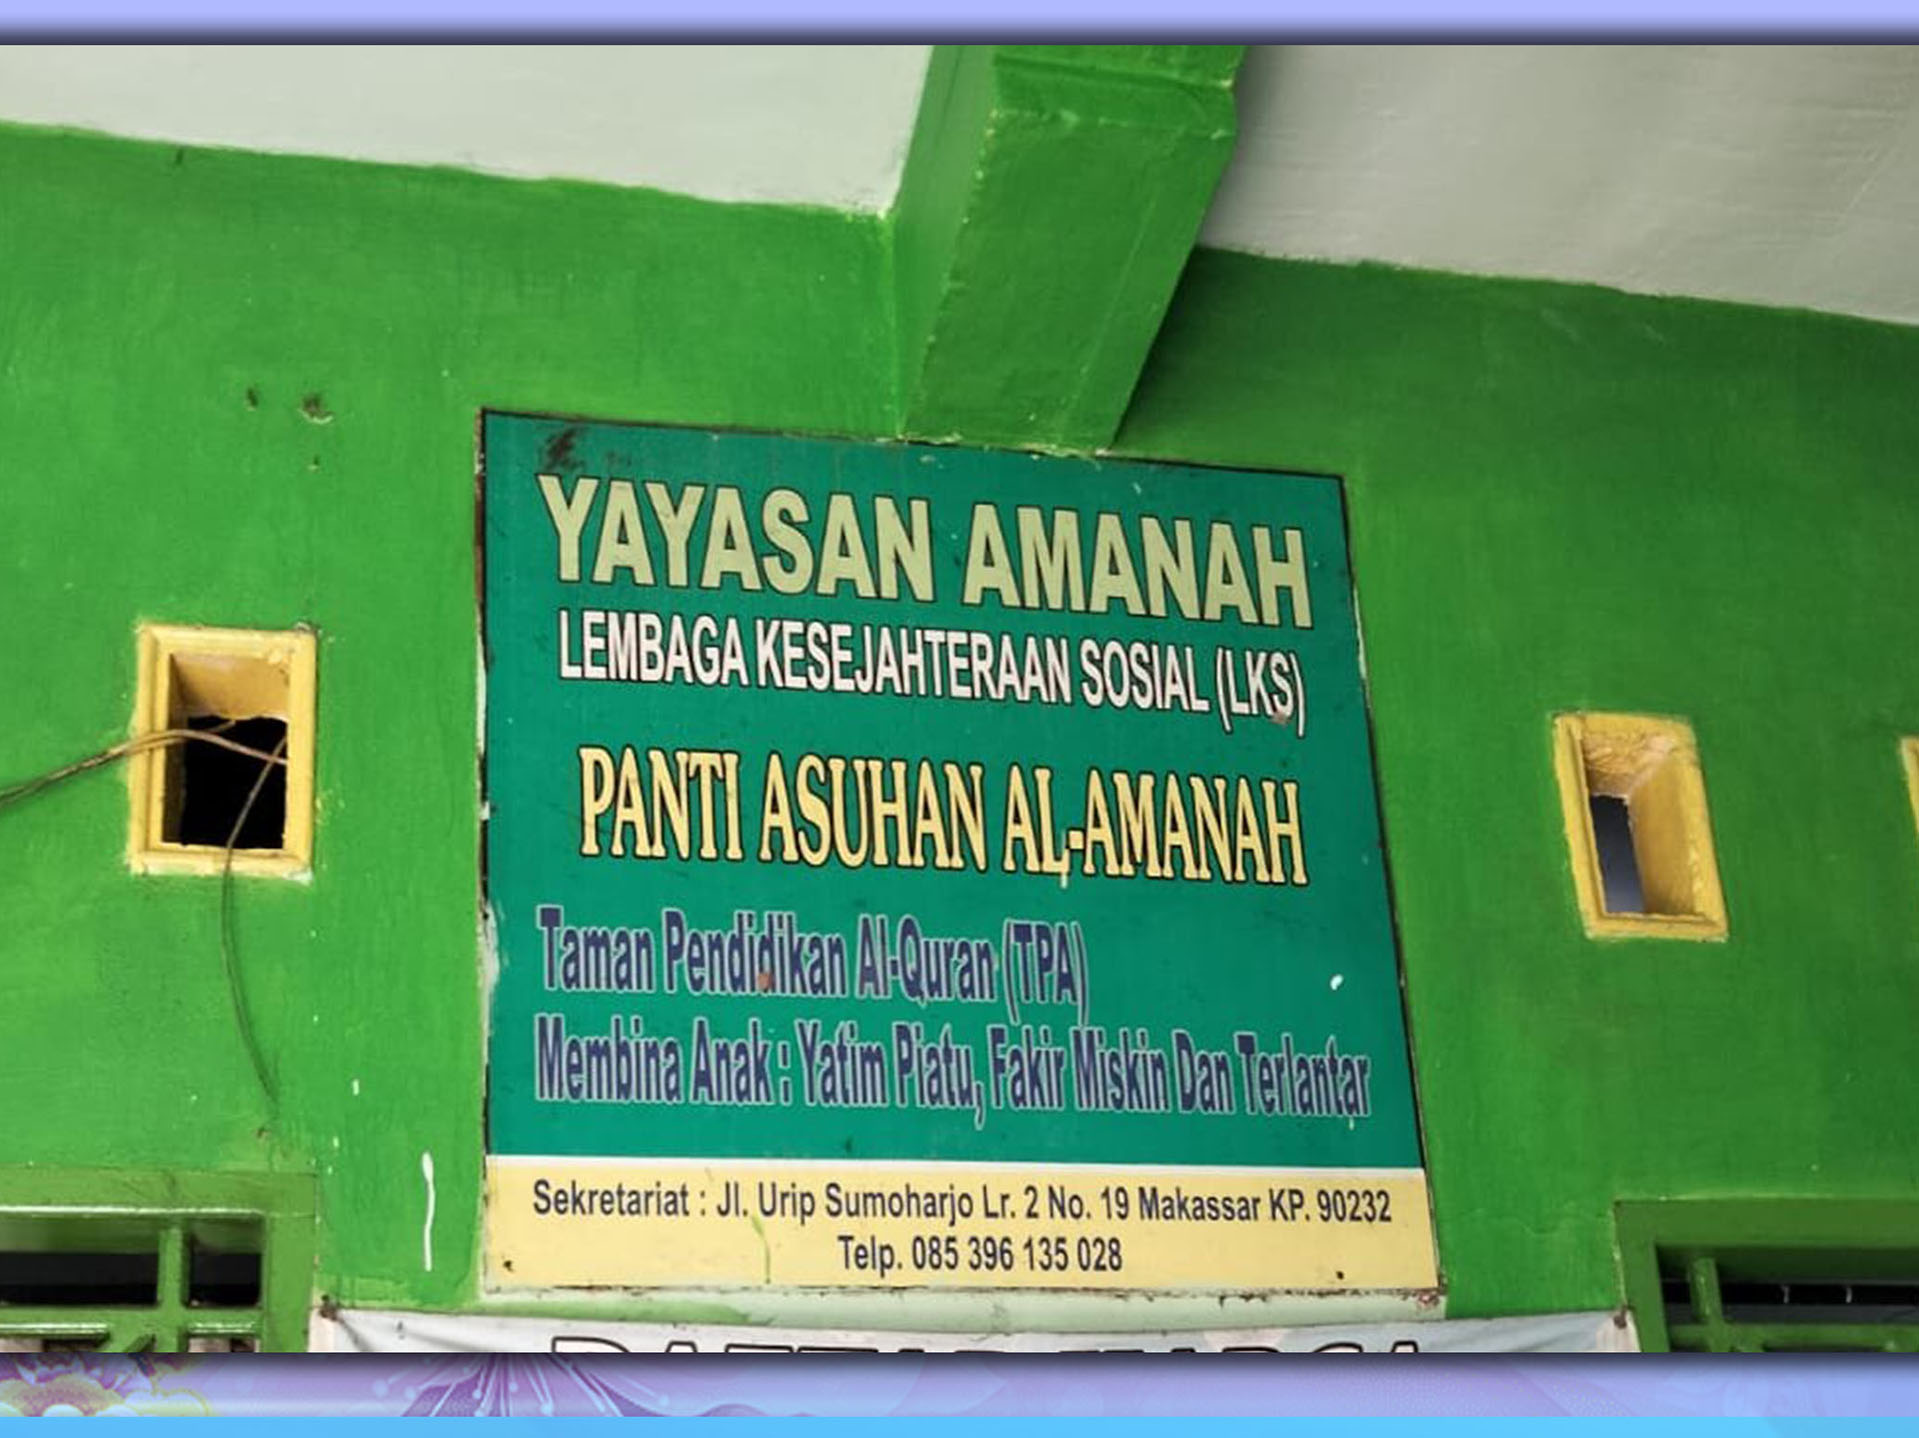 YAYASAN AMANAH
LEMBAGA KESEJAHTERAAN SOSIAL (LKS)
PANTI ASUHAN AL-AMANAH
Taman Pendidikan Al-Quran (TPA)
Membina Anak : Yatim Piatu, Fakir Miskin Dan Terlantar
Sekretariat : Jl. Urip Sumoharjo Lr. 2 No. 19 Makassar KP. 90232
Telp. 085 396 135 028